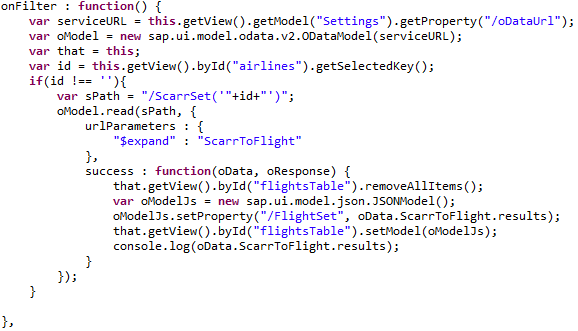 onFilter : function() {
    var serviceURL = this.getView().getModel("Settings").getProperty("/oDataUrl");
    var oModel = new sap.ui.model.odata.v2.ODataModel(serviceURL);
    var that = this;
    var id = this.getView().byId("airlines").getSelectedKey();
    if(id !== ''){
        var sPath = "/ScarrSet('"+id+"')";
        oModel.read(sPath, {
            urlParameters : {
                "$expand" : "ScarrToFlight"
            },
            success : function(oData, oResponse) {
                that.getView().byId("flightsTable").removeAllItems();
                var oModelJs = new sap.ui.model.json.JSONModel();
                oModelJs.setProperty("/FlightSet", oData.ScarrToFlight.results);
                that.getView().byId("flightsTable").setModel(oModelJs);
                console.log(oData.ScarrToFlight.results);
            }
        });
    }

},